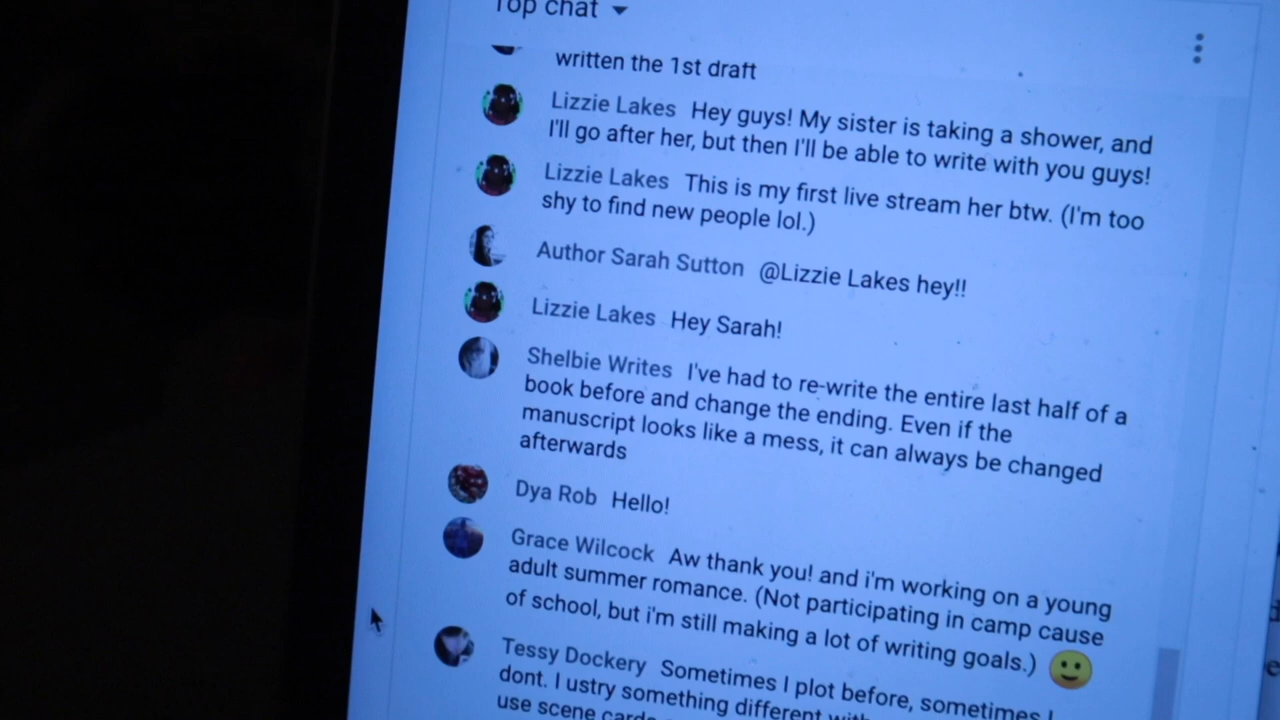 Top chat
written the 1st draft
Lizzie Lakes Hey guys! My sister is taking a shower, and
I'll go after her, but then I'll be able to write with you guys!
Lizzie Lakes This is my first live stream her btw. (I'm too
shy to find new people lol.)
Author Sarah Sutton @Lizzie Lakes hey!!
Lizzie Lakes Hey Sarah!
Shelbie Writes I've had to re-write the entire last half of a
book before and change the ending. Even if the
manuscript looks like a mess, it can always be changed
afterwards
Dya Rob Hello!
Grace Wilcock Aw thank you! and i'm working on a young
adult summer romance. (Not participating in camp cause
of school, but i'm still making a lot of writing goals.) 🙂
Tessy Dockery Sometimes I plot before, sometimes I
dont. I ustry something different with
use scene cards